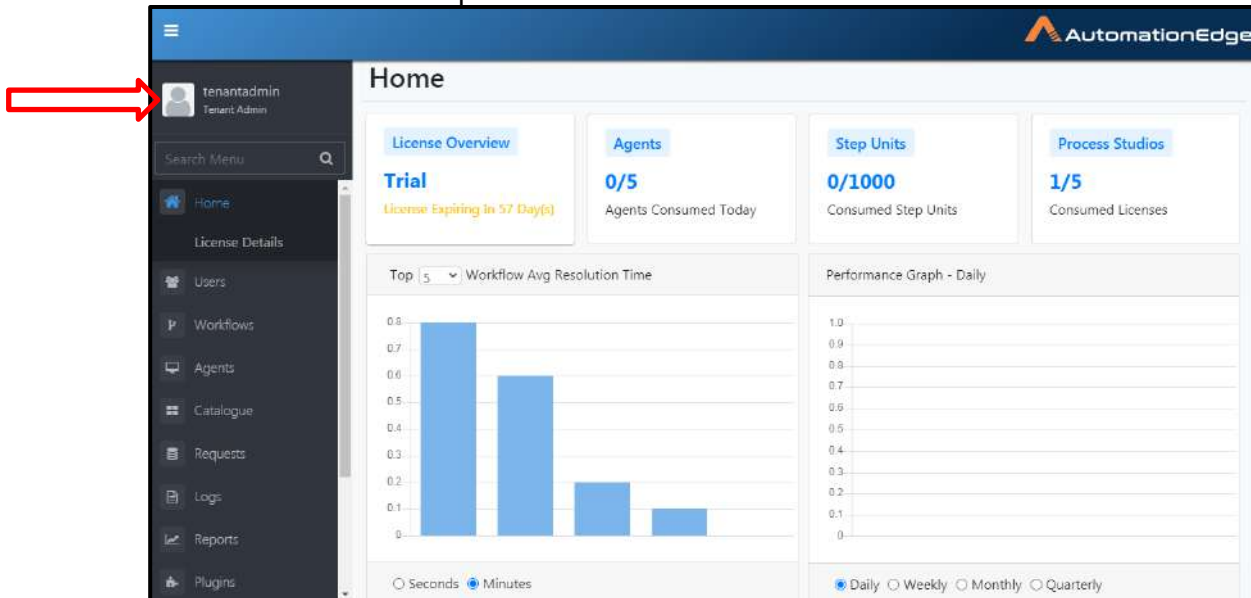 AutomationEdge
tenantadmin
Tenant Admin
Search Menu
Home
License Details
Users
Workflows
Agents
Catalogue
Requests
Logs
Reports
Plugins
Home
License Overview
Trial
License Expiring In 57 Day(s)
Agents
0/5
Agents Consumed Today
Step Units
0/1000
Consumed Step Units
Process Studios
1/5
Consumed Licenses
Top 5 Workflow Avg Resolution Time
0.8
0.7
0.6
0.5
0.4
0.3
0.2
0.1
0
Seconds Minutes
Performance Graph - Daily
1.0
0.9
0.8
0.7
0.6
0.5
0.4
0.3
0.2
0.1
0
Daily Weekly Monthly Quarterly